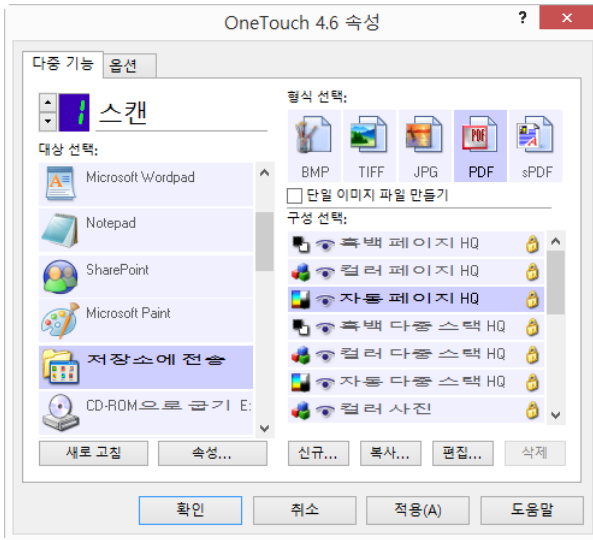 OneTouch 4.6 속성
?
다중 기능
옵션
1
스캔
대상 선택:
Microsoft Wordpad
Notepad
SharePoint
Microsoft Paint
저장소에 전송
CD-ROM으로 굽기 E:
새로 고침
속성...
형식 선택:
BMP
TIFF
JPG
PDF
sPDF
단일 이미지 파일 만들기
구성 선택:
흑백 페이지 HQ
컬러 페이지 HQ
자동 페이지 HQ
흑백 다중 스택 HQ
컬러 다중 스택 HQ
자동 다중 스택 HQ
컬러 사진
신규...
복사...
편집...
삭제
확인
취소
적용(A)
도움말